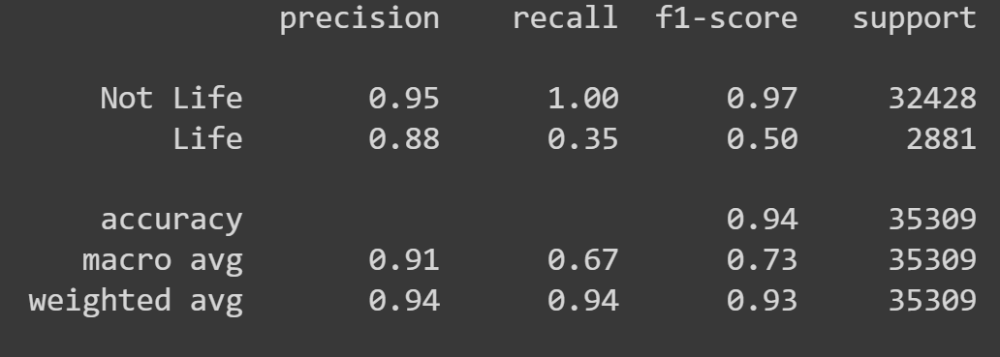 precision recall f1-score support
Not Life 0.95 1.00 0.97 32428
Life 0.88 0.35 0.50 2881
accuracy 0.94 35309
macro avg 0.91 0.67 0.73 35309
weighted avg 0.94 0.94 0.93 35309